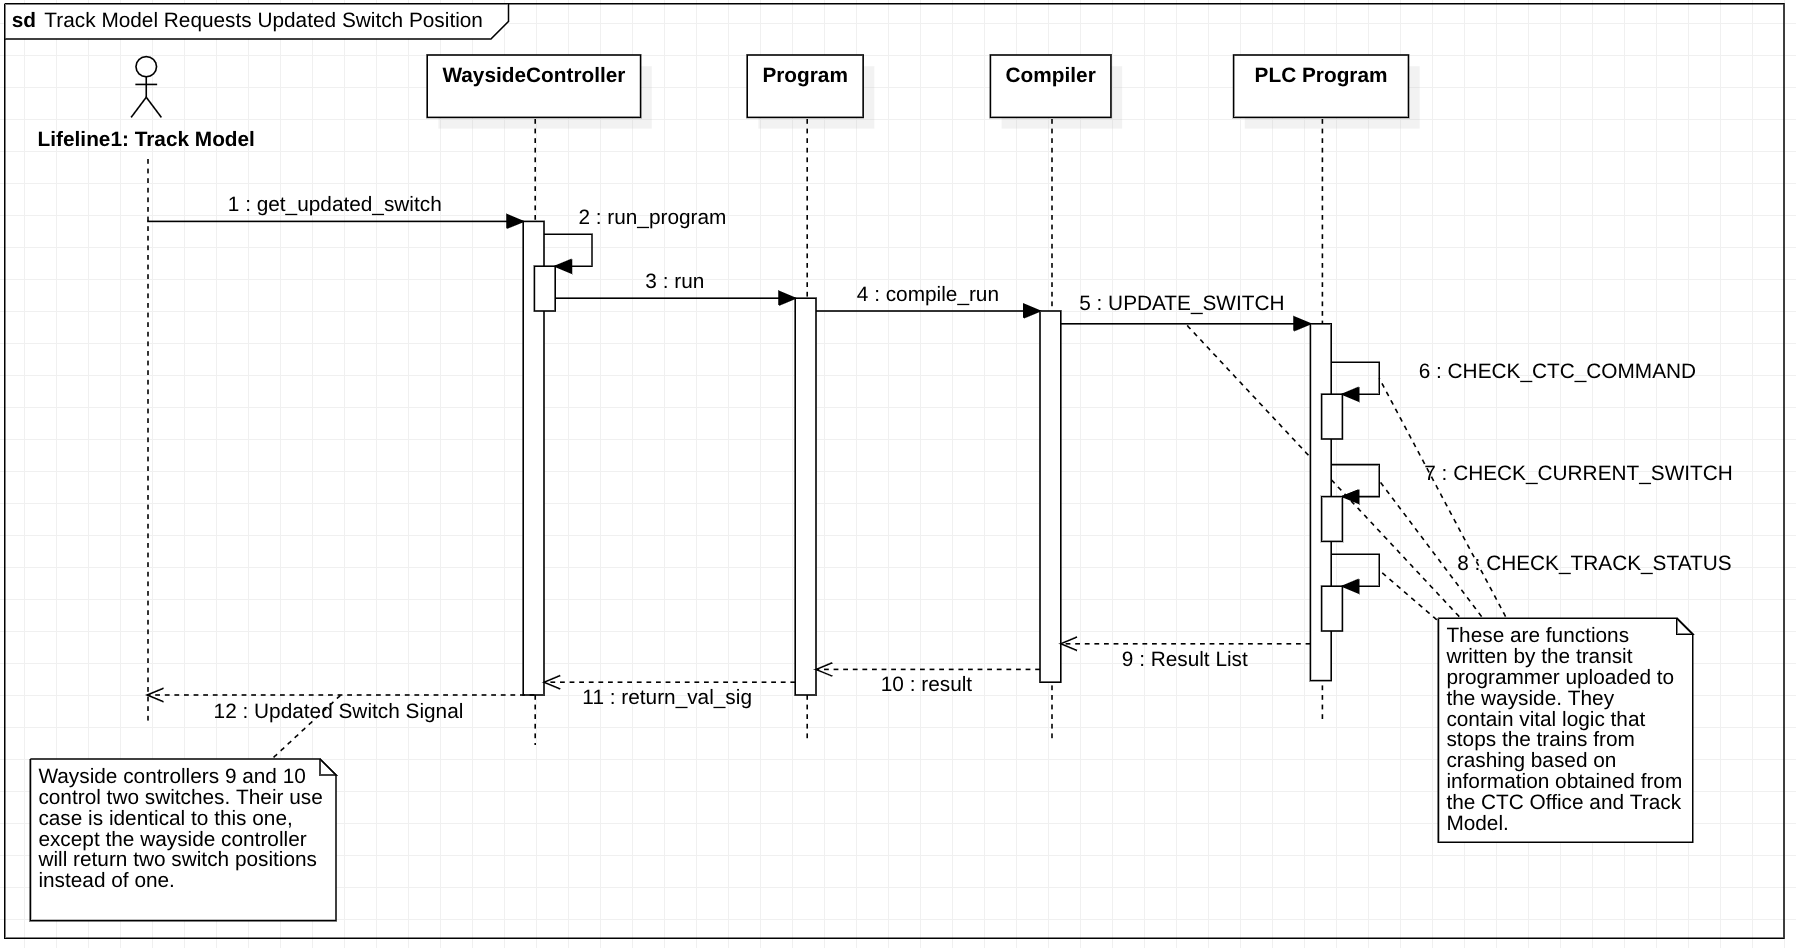 sd Track Model Requests Updated Switch Position
WaysideController
Program
Compiler
PLC Program
Lifeline1: Track Model
1 : get_updated_switch
2 : run_program
3 : run
4 : compile_run
5 : UPDATE_SWITCH
6 : CHECK_CTC_COMMAND
7 : CHECK_CURRENT_SWITCH
8 : CHECK_TRACK_STATUS
9 : Result List
10 : result
11 : return_val_sig
12 : Updated Switch Signal
These are functions
written by the transit
programmer uploaded to
the wayside. They
contain vital logic that
stops the trains from
crashing based on
information obtained from
the CTC Office and Track
Model.
Wayside controllers 9 and 10
control two switches. Their use
case is identical to this one,
except the wayside controller
will return two switch positions
instead of one.